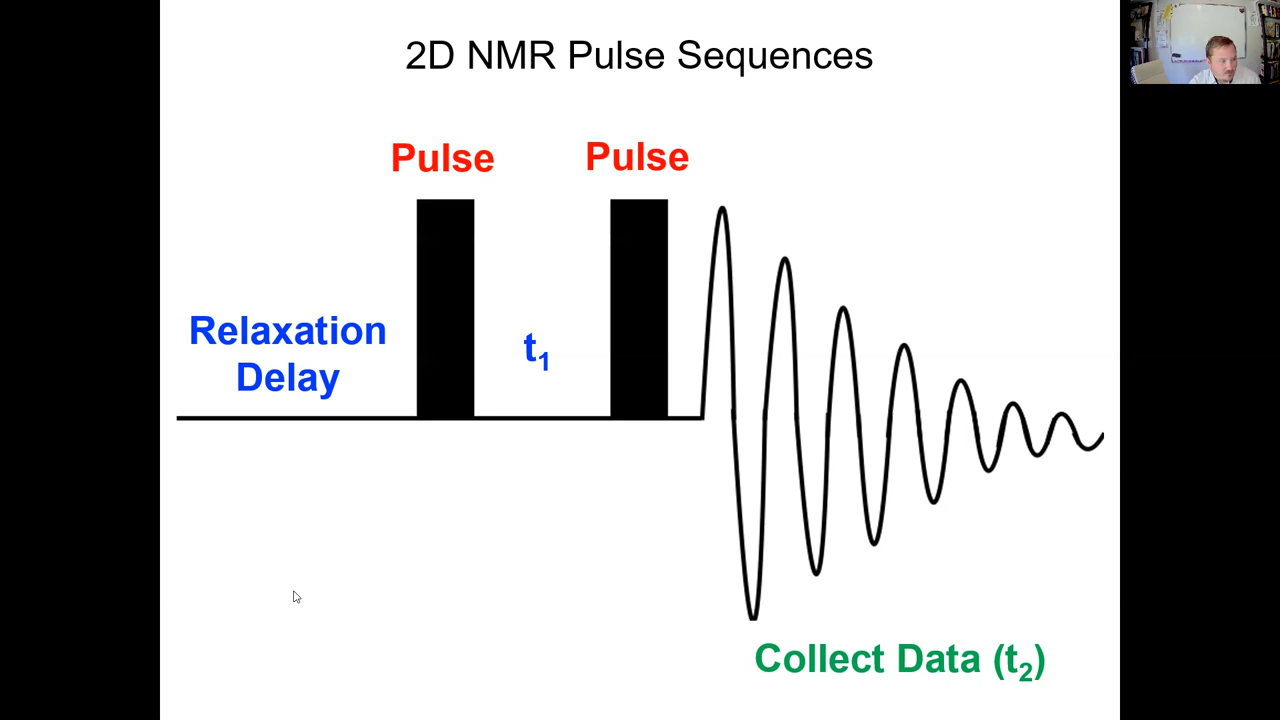 2D NMR Pulse Sequences
Pulse
Pulse
Relaxation
Delay
t₁
Collect Data (t₂)